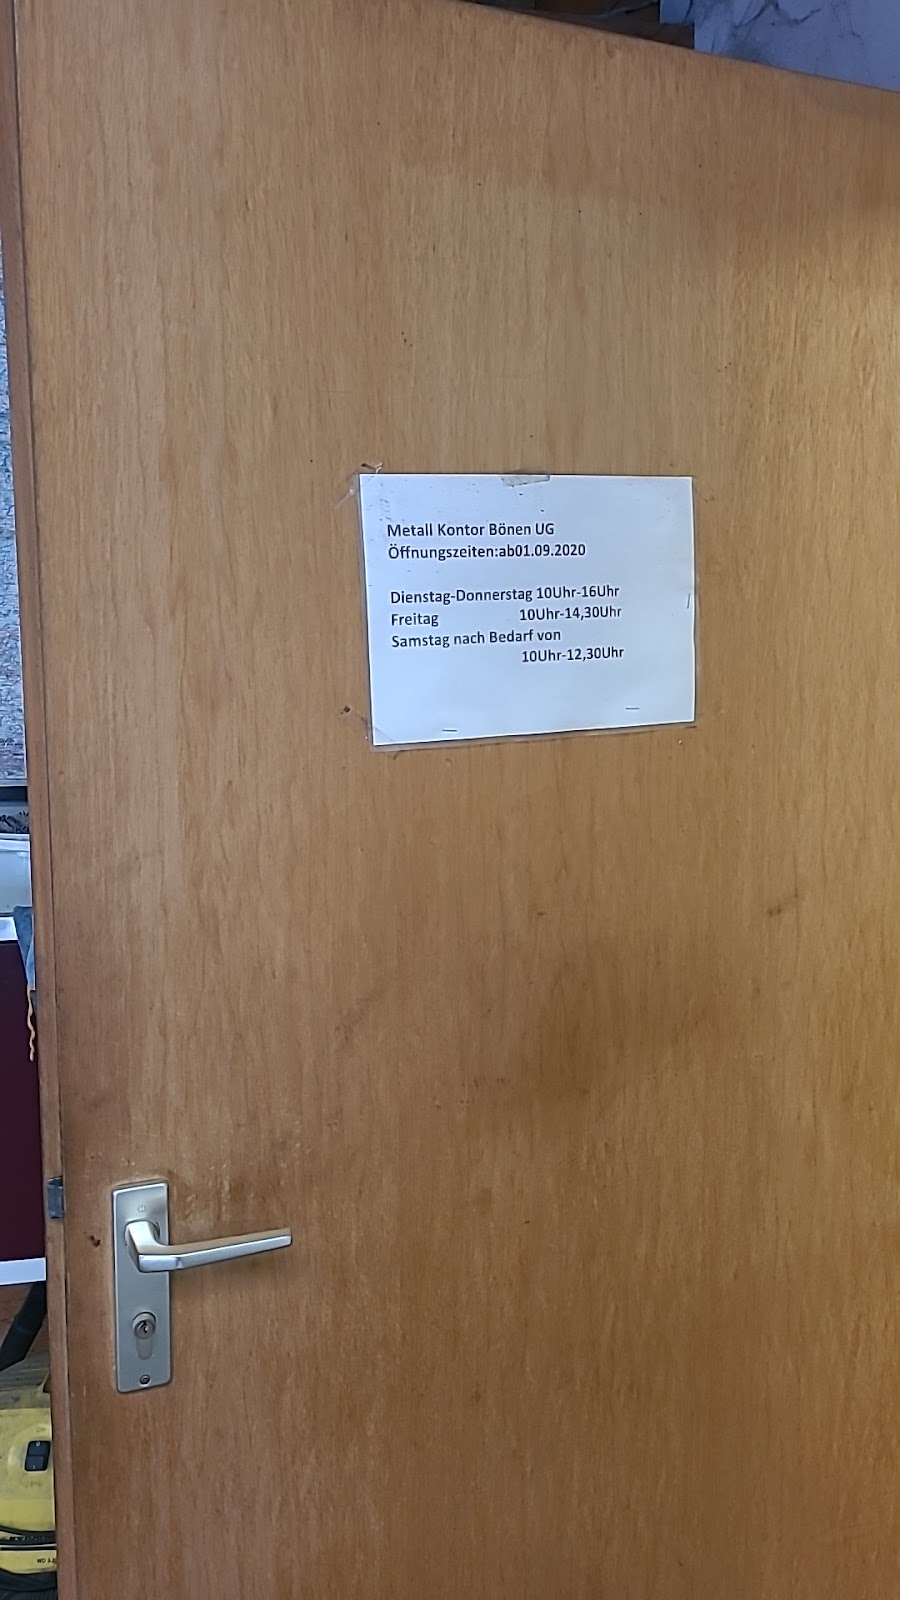 Metall Kontor Bönen UG
Öffnungszeiten:ab01.09.2020
Dienstag-Donnerstag 10Uhr-16Uhr
Freitag 10Uhr-14,30Uhr
Samstag nach Bedarf von
10Uhr-12,30Uhr